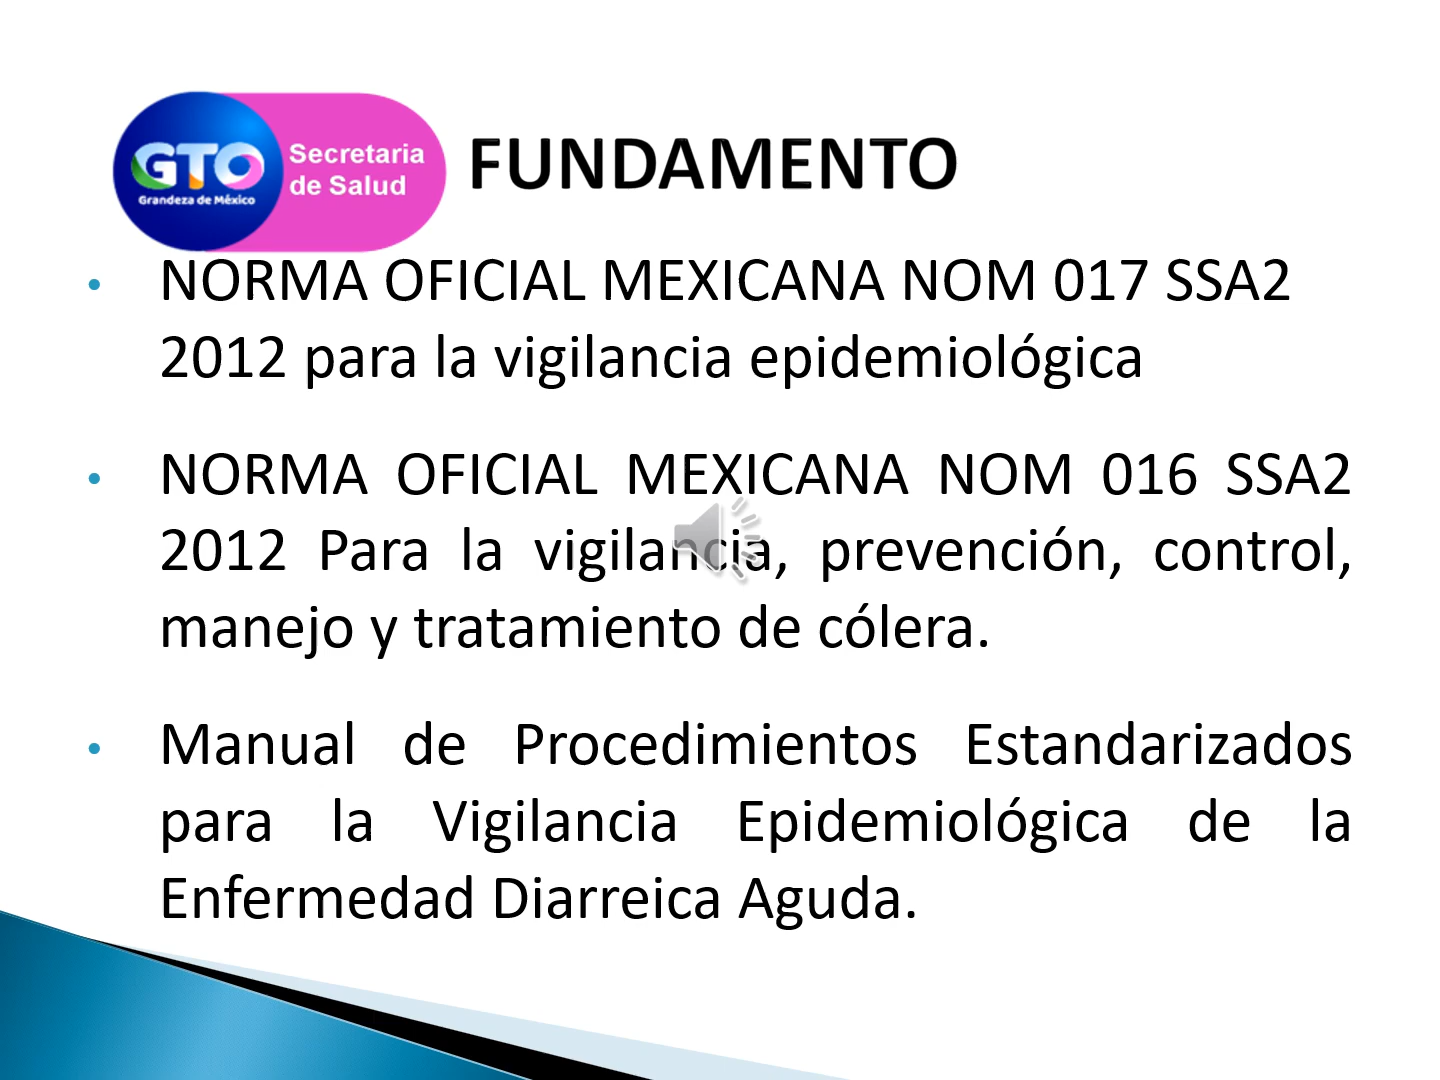 GTO
Grandeza de México
Secretaria
de Salud
FUNDAMENTO
• NORMA OFICIAL MEXICANA NOM 017 SSA2
2012 para la vigilancia epidemiológica
• NORMA OFICIAL MEXICANA NOM 016 SSA2
2012 Para la vigilancia, prevención, control,
manejo y tratamiento de cólera.
• Manual de Procedimientos Estandarizados
para la Vigilancia Epidemiológica de la
Enfermedad Diarreica Aguda.